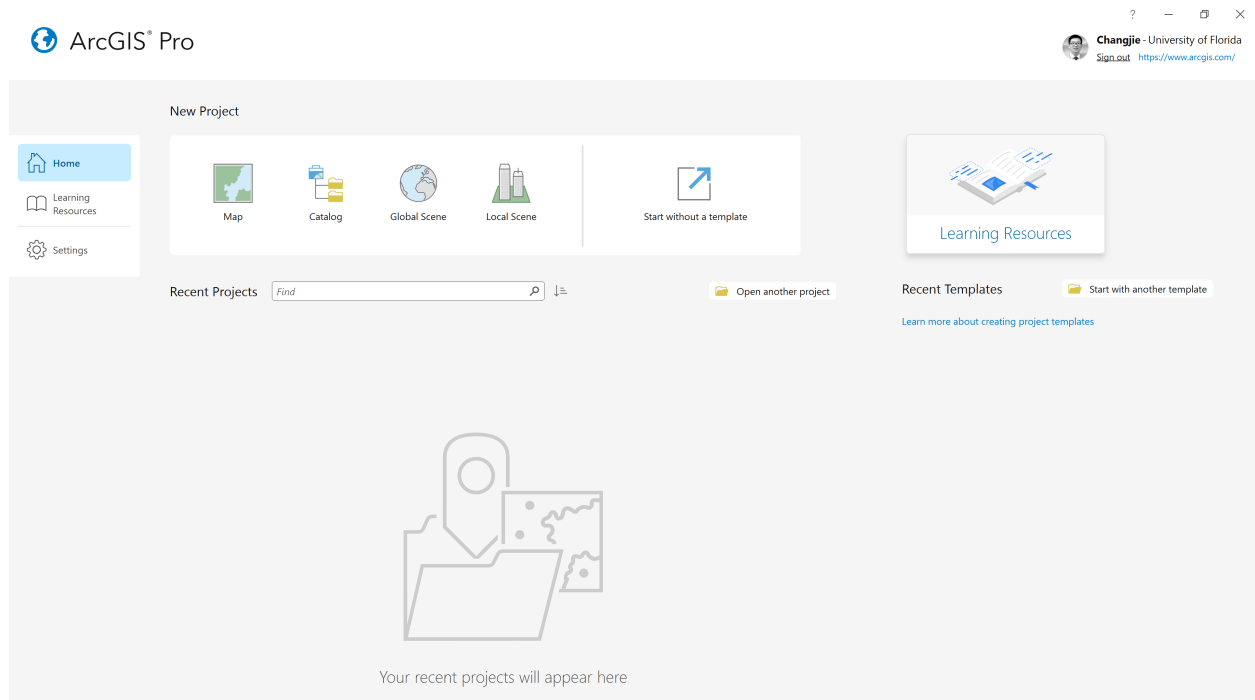 ?
ArcGIS® Pro
Changjie - University of Florida
Sign out https://www.arcgis.com/
New Project
Home
Learning
Resources
Settings
Map
Catalog
Global Scene
Local Scene
Start without a template
Learning Resources
Recent Projects
Find
Open another project
Recent Templates
Start with another template
Learn more about creating project templates
Your recent projects will appear here